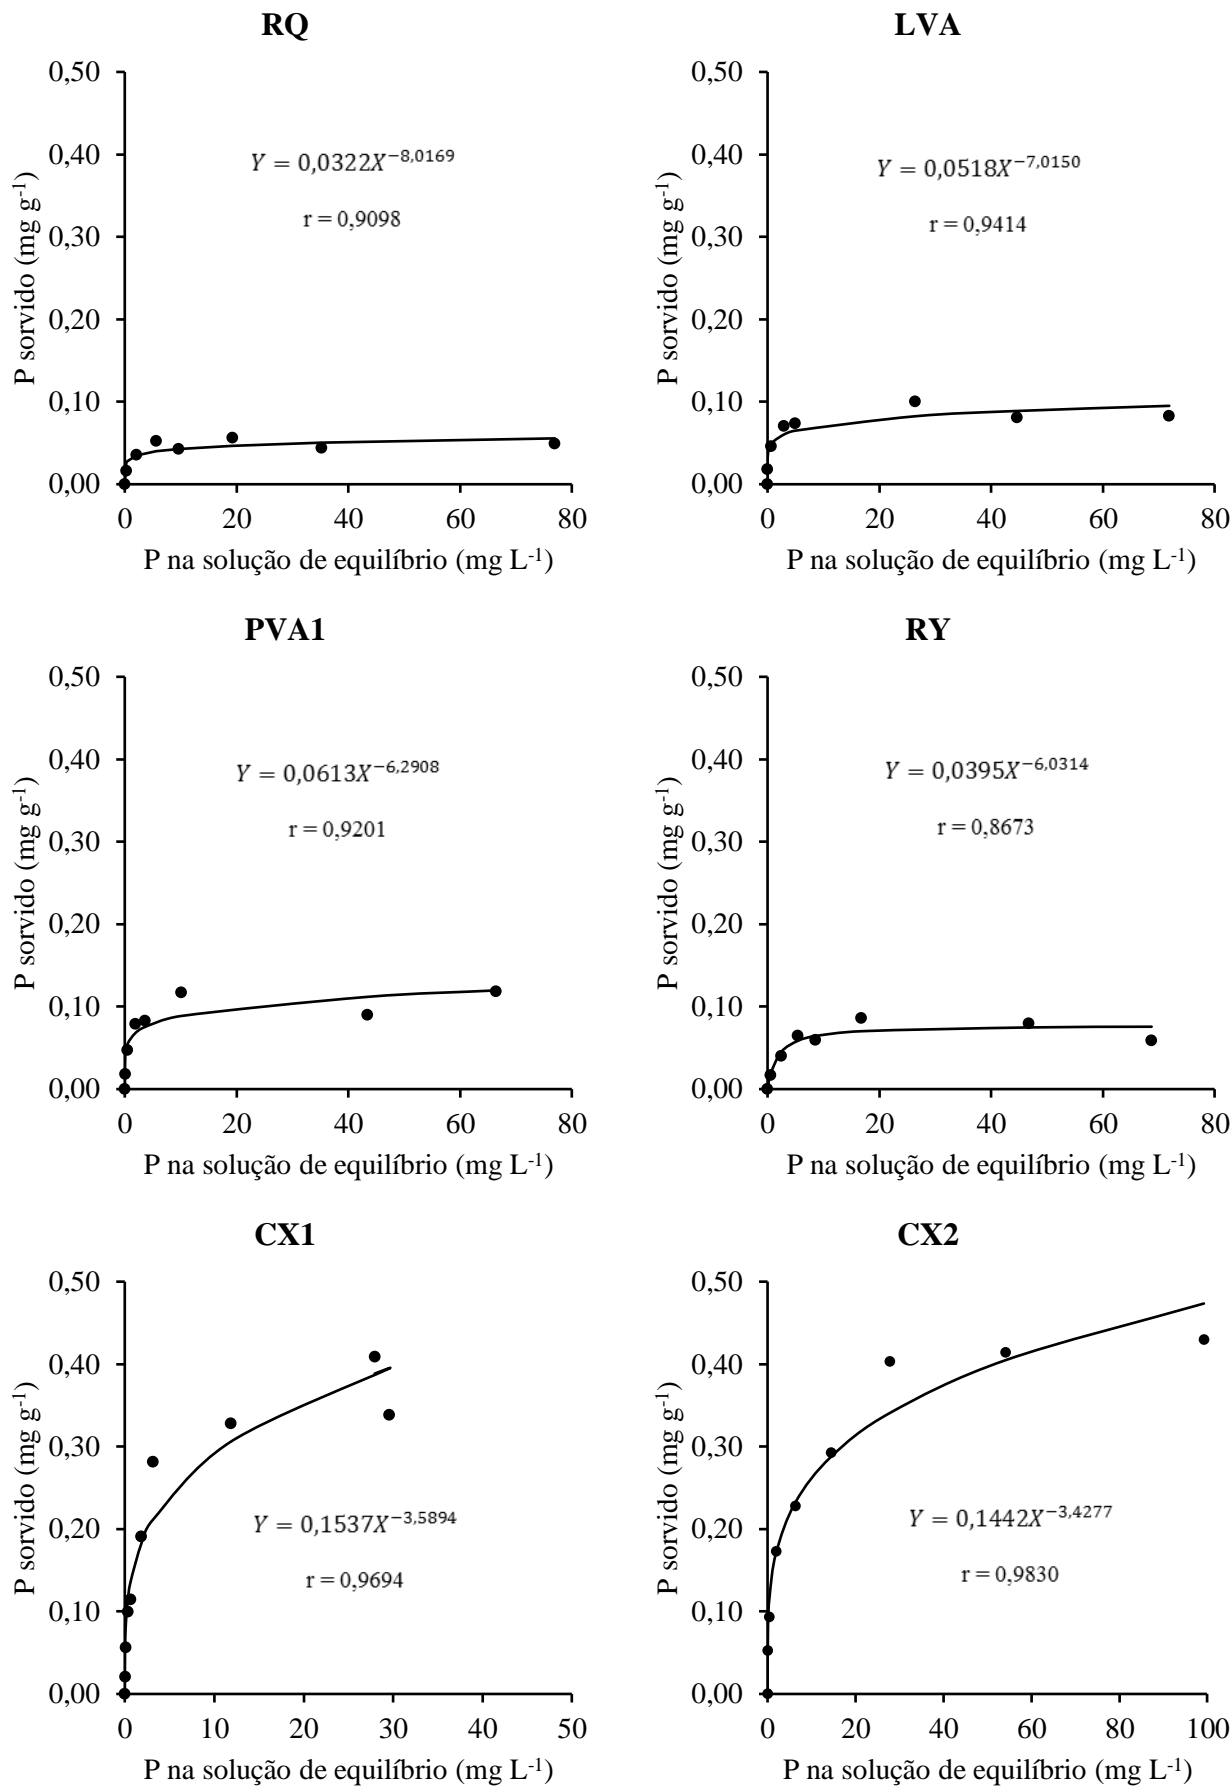 RQ
P sorvido (mg g⁻¹)
0,50
0,40
0,30
0,20
0,10
0,00
Y = 0,0322X⁻⁸,⁰¹⁶⁹
r = 0,9098
0 20 40 60 80
P na solução de equilíbrio (mg L⁻¹)
LVA
P sorvido (mg g⁻¹)
0,50
0,40
0,30
0,20
0,10
0,00
Y = 0,0518X⁻⁷,⁰¹⁵⁰
r = 0,9414
0 20 40 60 80
P na solução de equilíbrio (mg L⁻¹)
PVA1
P sorvido (mg g⁻¹)
0,50
0,40
0,30
0,20
0,10
0,00
Y = 0,0613X⁻⁶,²⁹⁰⁸
r = 0,9201
0 20 40 60 80
P na solução de equilíbrio (mg L⁻¹)
RY
P sorvido (mg g⁻¹)
0,50
0,40
0,30
0,20
0,10
0,00
Y = 0,0395X⁻⁶,⁰³¹⁴
r = 0,8673
0 20 40 60 80
P na solução de equilíbrio (mg L⁻¹)
CX1
P sorvido (mg g⁻¹)
0,50
0,40
0,30
0,20
0,10
0,00
Y = 0,1537X⁻³,⁵⁸⁹⁴
r = 0,9694
0 10 20 30 40 50
P na solução de equilíbrio (mg L⁻¹)
CX2
P sorvido (mg g⁻¹)
0,50
0,40
0,30
0,20
0,10
0,00
Y = 0,1442X⁻³,⁴²⁷⁷
r = 0,9830
0 20 40 60 80 100
P na solução de equilíbrio (mg L⁻¹)